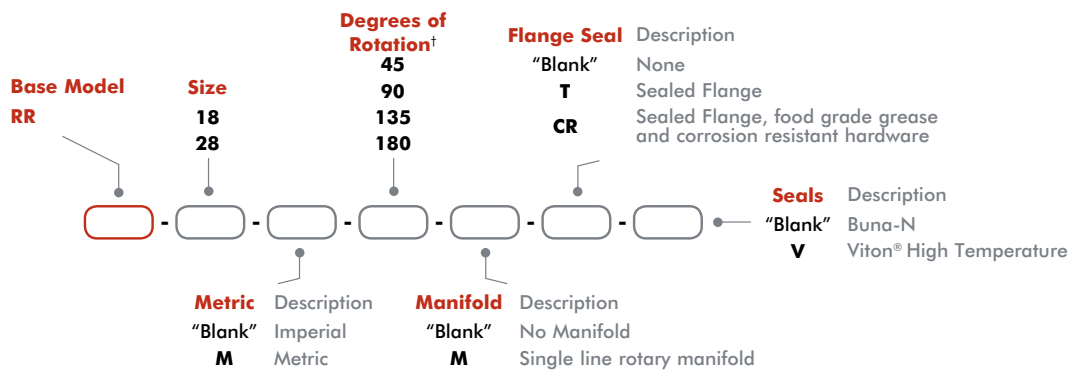 Degrees of
Rotation†
45
90
135
180
Flange Seal Description
"Blank" None
T Sealed Flange
CR Sealed Flange, food grade grease
and corrosion resistant hardware
Base Model
RR
Size
18
28
- - - - - -
Seals Description
"Blank" Buna-N
V Viton® High Temperature
Metric Description
"Blank" Imperial
M Metric
Manifold Description
"Blank" No Manifold
M Single line rotary manifold